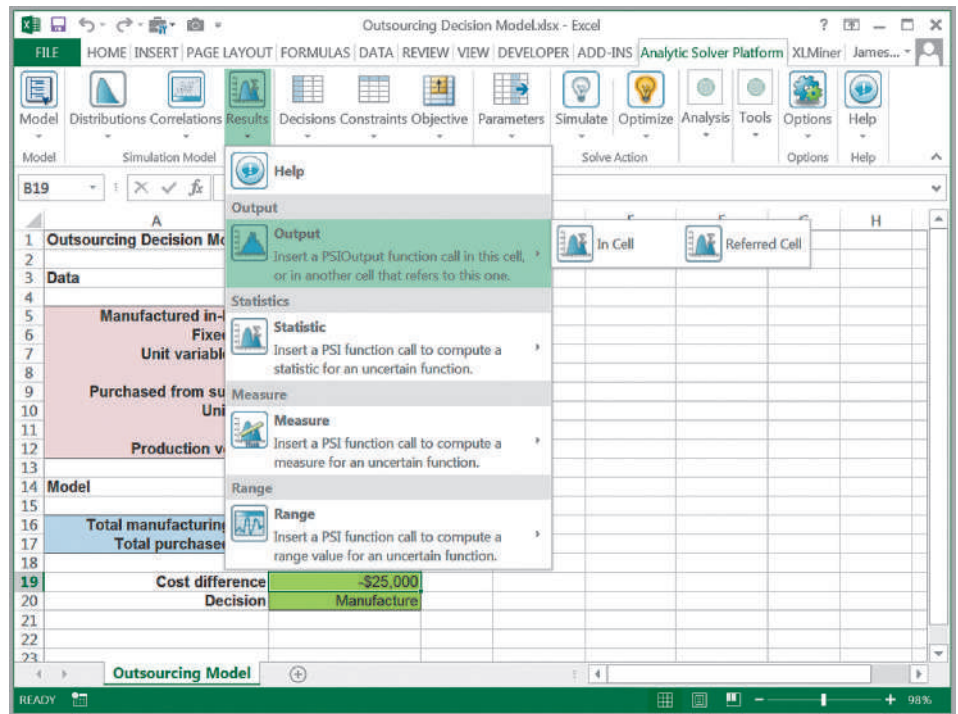 Outsourcing Decision Model.xlsx - Excel
FILE HOME INSERT PAGE LAYOUT FORMULAS DATA REVIEW VIEW DEVELOPER ADD-INS Analytic Solver Platform XLMiner James...
Model Distributions Correlations Results Decisions Constraints Objective Parameters Simulate Optimize Analysis Tools Options Help
Model Simulation Model Solve Action Options Help
B19 fx
Help
Output
A H
Output
Insert a PSIOutput function call in this cell,
or in another cell that refers to this one.
In Cell
Referred Cell
Statistics
Statistic
Insert a PSI function call to compute a
statistic for an uncertain function.
Measure
Measure
Insert a PSI function call to compute a
measure for an uncertain function.
Range
Range
Insert a PSI function call to compute a
range value for an uncertain function.
1 Outsourcing Decision Mo
2
3 Data
4
5 Manufactured in-
6 Fixe
7 Unit variabl
8
9 Purchased from su
10 Uni
11
12 Production v
13
14 Model
15
16 Total manufacturing
17 Total purchase
18
19 Cost difference -$25,000
20 Decision Manufacture
21
22
23
Outsourcing Model
READY 98%